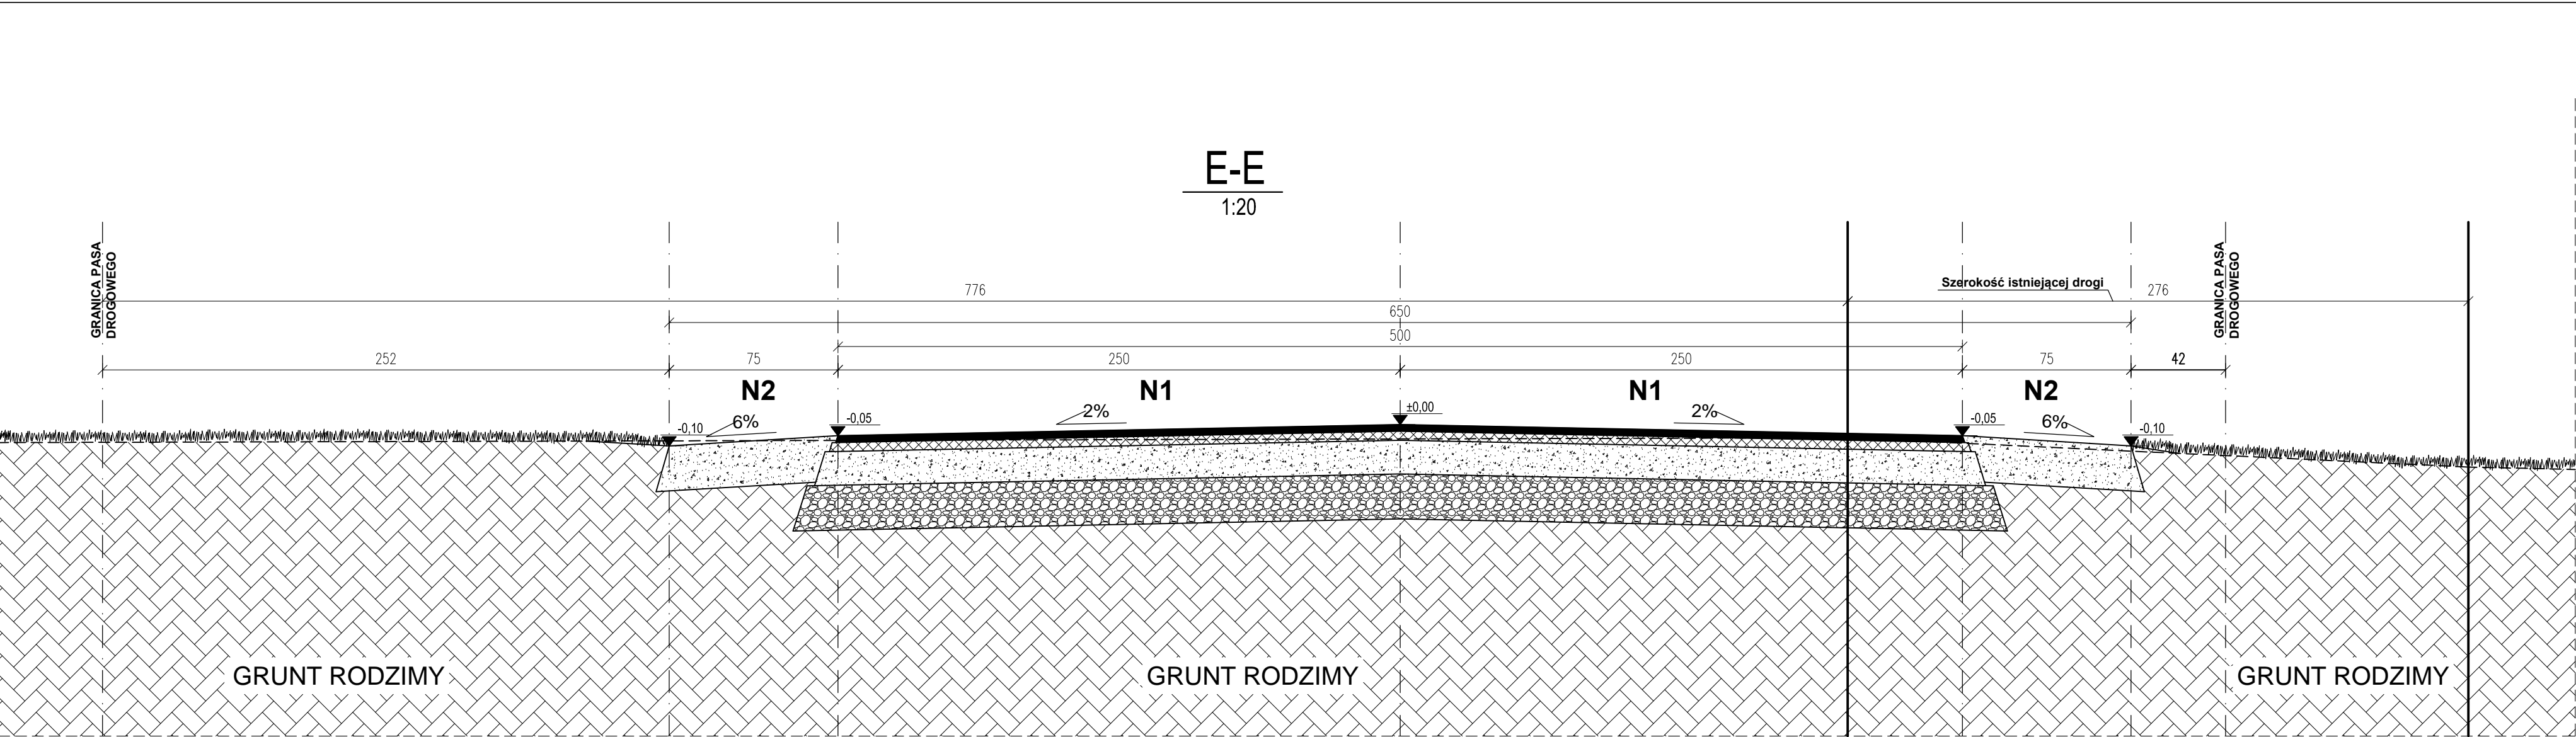 E-E
1:20
GRANICA PASA
DROGOWEGO
GRANICA PASA
DROGOWEGO
Szerokość istniejącej drogi
776
276
650
500
252
75
250
250
75
42
N2
N1
N1
N2
-0,10
6%
-0,05
2%
±0,00
2%
-0,05
6%
-0,10
GRUNT RODZIMY
GRUNT RODZIMY
GRUNT RODZIMY